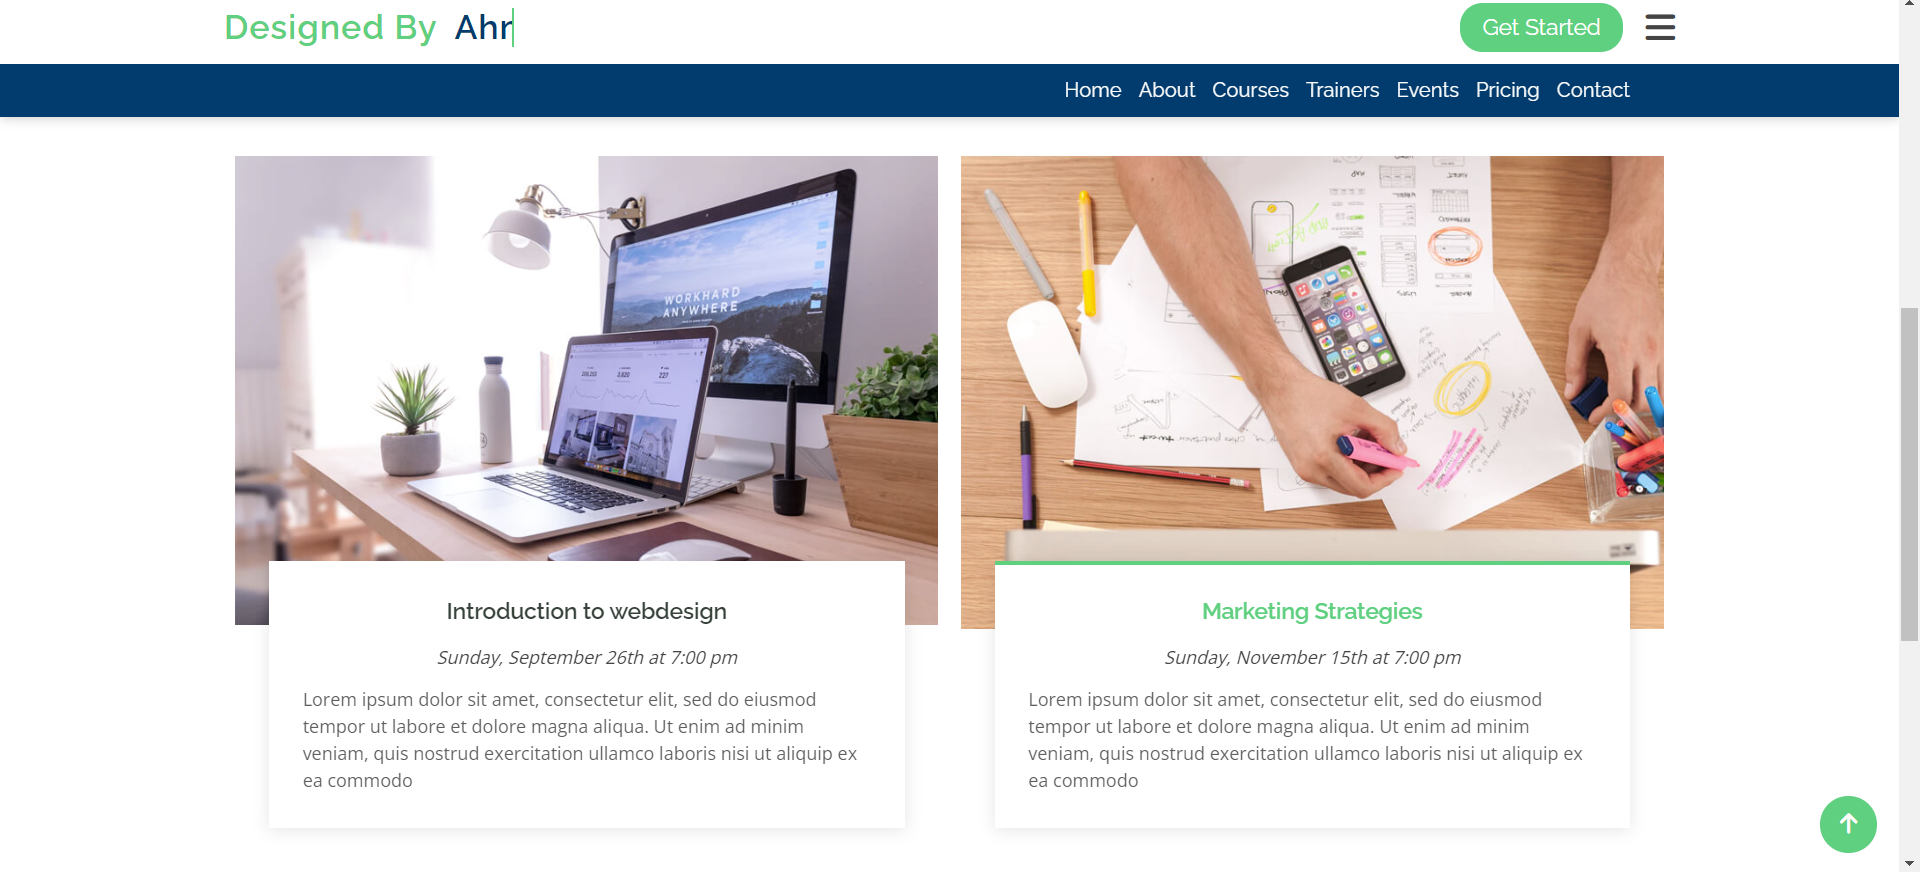 Designed By Ahr
Get Started
Home About Courses Trainers Events Pricing Contact
WORKHARD
ANYWHERE
Introduction to webdesign
Sunday, September 26th at 7:00 pm
Lorem ipsum dolor sit amet, consectetur elit, sed do eiusmod
tempor ut labore et dolore magna aliqua. Ut enim ad minim
veniam, quis nostrud exercitation ullamco laboris nisi ut aliquip ex
ea commodo
Marketing Strategies
Sunday, November 15th at 7:00 pm
Lorem ipsum dolor sit amet, consectetur elit, sed do eiusmod
tempor ut labore et dolore magna aliqua. Ut enim ad minim
veniam, quis nostrud exercitation ullamco laboris nisi ut aliquip ex
ea commodo